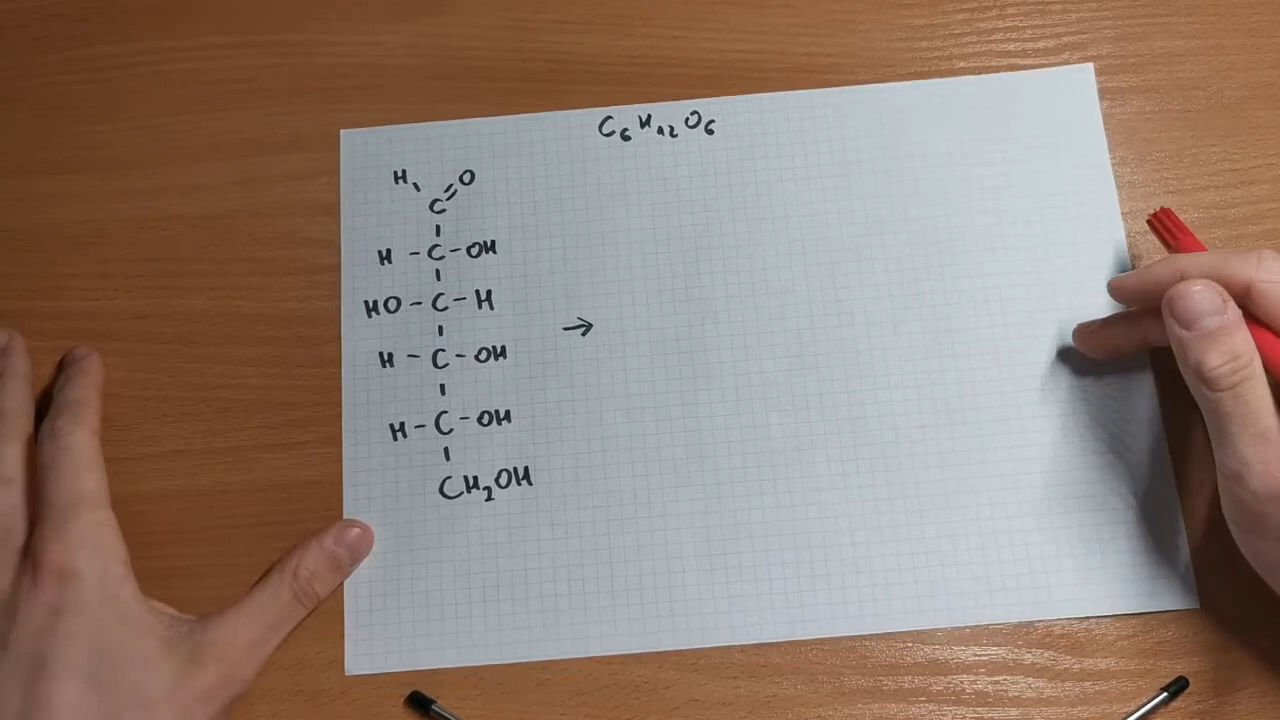 C₆H₁₂O₆
H O
C
H - C - OH
HO - C - H
→
H - C - OH
H - C - OH
CH₂OH